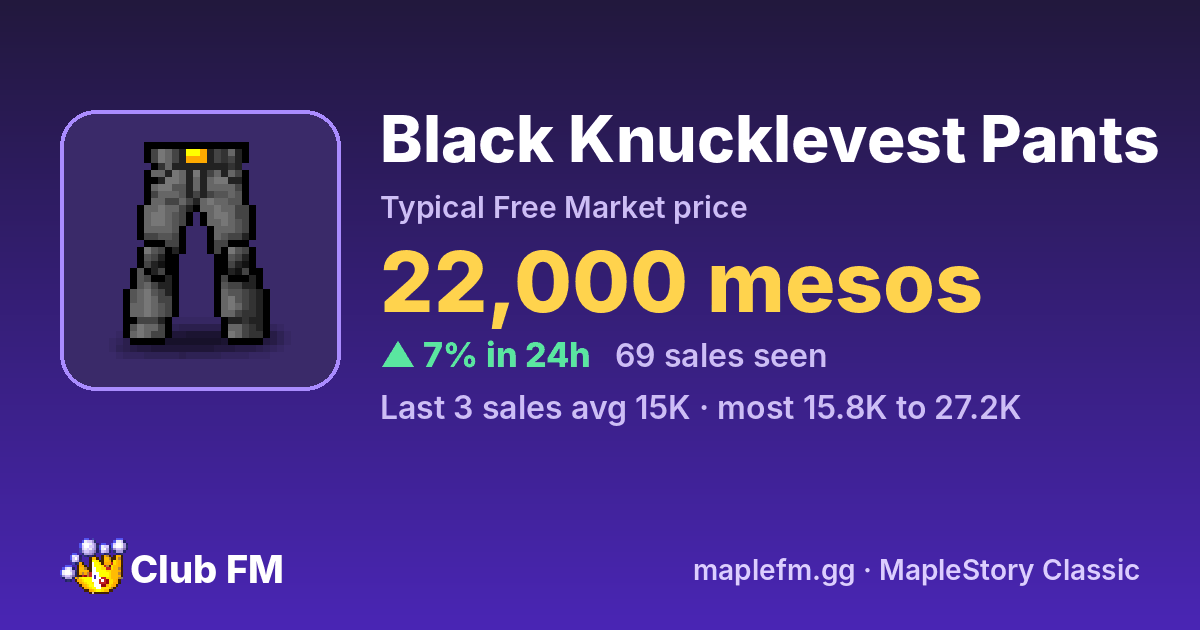 Black Knucklevest Pants
Typical Free Market price
22,000 mesos
▲ 7% in 24h 69 sales seen
Last 3 sales avg 15K · most 15.8K to 27.2K
Club FM
maplefm.gg · MapleStory Classic